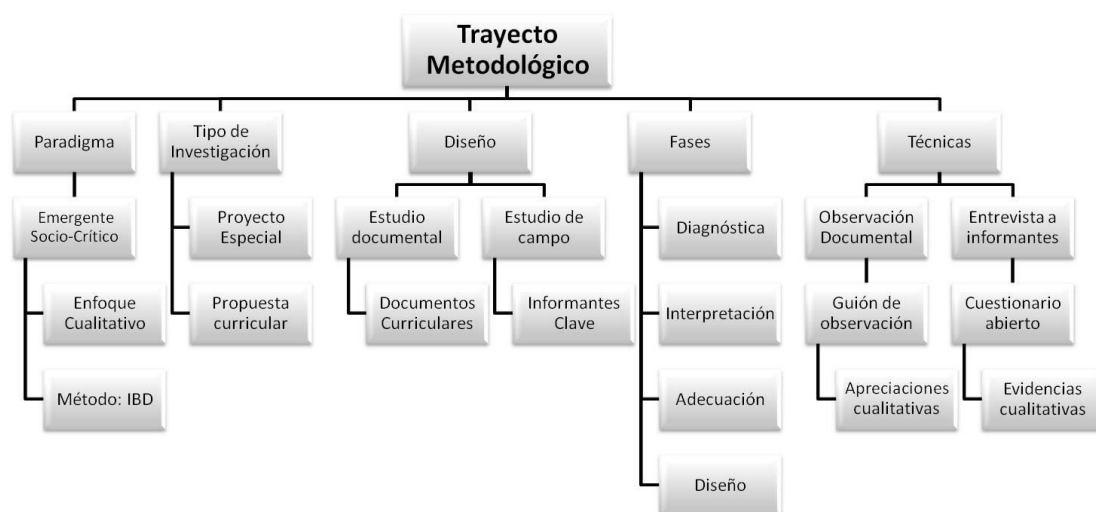 Trayecto
Metodológico
Paradigma
Tipo de
Investigación
Diseño
Fases
Técnicas
Emergente
Socio-Crítico
Enfoque
Cualitativo
Método: IBD
Proyecto
Especial
Propuesta
curricular
Estudio
documental
Documentos
Curriculares
Estudio de
campo
Informantes
Clave
Diagnóstica
Interpretación
Adecuación
Diseño
Observación
Documental
Guión de
observación
Apreciaciones
cualitativas
Entrevista a
informantes
Cuestionario
abierto
Evidencias
cualitativas